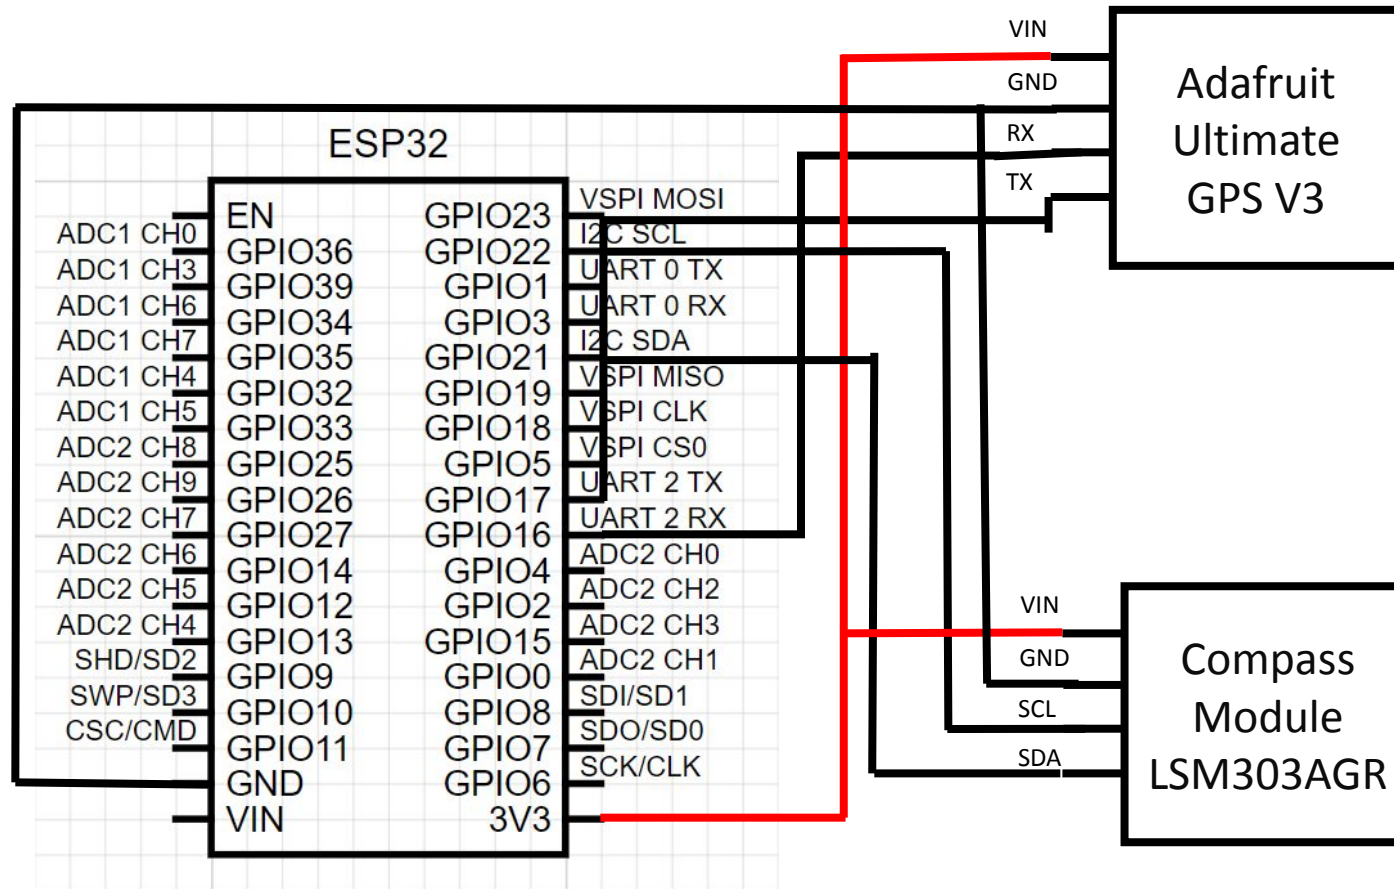 VIN
GND
RX
TX
Adafruit
Ultimate
GPS V3
ESP32
EN
ADC1 CH0
GPIO36
ADC1 CH3
GPIO39
ADC1 CH6
GPIO34
ADC1 CH7
GPIO35
ADC1 CH4
GPIO32
ADC1 CH5
GPIO33
ADC2 CH8
GPIO25
ADC2 CH9
GPIO26
ADC2 CH7
GPIO27
ADC2 CH6
GPIO14
ADC2 CH5
GPIO12
ADC2 CH4
GPIO13
SHD/SD2
GPIO9
SWP/SD3
GPIO10
CSC/CMD
GPIO11
GND
VIN
GPIO23
VSPI MOSI
GPIO22
I2C SCL
GPIO1
UART 0 TX
GPIO3
UART 0 RX
GPIO21
I2C SDA
GPIO19
VSPI MISO
GPIO18
VSPI CLK
GPIO5
VSPI CS0
GPIO17
UART 2 TX
GPIO16
UART 2 RX
GPIO4
ADC2 CH0
GPIO2
ADC2 CH2
GPIO15
ADC2 CH3
GPIO0
ADC2 CH1
GPIO8
SDI/SD1
GPIO7
SDO/SD0
GPIO6
SCK/CLK
3V3
VIN
GND
SCL
SDA
Compass
Module
LSM303AGR